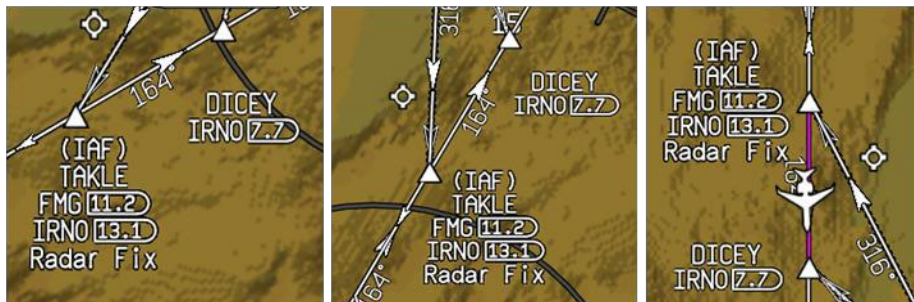 164°
DICEY
IRNO 7.7
(IAF)
TAKLE
FMG 11.2
IRNO 13.1
Radar Fix
316
15
164°
DICEY
IRNO 7.7
(IAF)
TAKLE
FMG 11.2
IRNO 13.1
Radar Fix
164°
(IAF)
TAKLE
FMG 11.2
IRNO 13.1
Radar Fix
316°
DICEY
IRNO 7.7